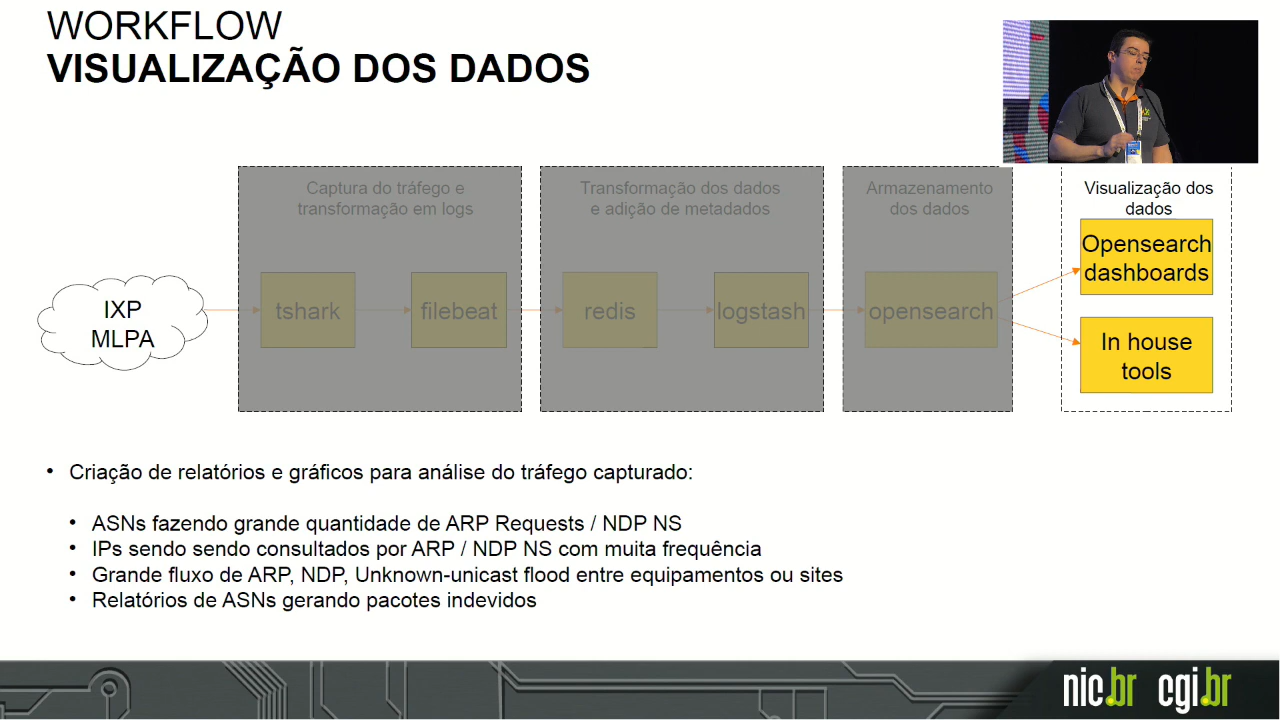 WORKFLOW
VISUALIZAÇÃO DOS DADOS
Captura do tráfego e
transformação em logs
Transformação dos dados
e adição de metadados
Armazenamento
dos dados
Visualização dos
dados
IXP
MLPA
tshark
filebeat
redis
logstash
opensearch
Opensearch
dashboards
In house
tools
• Criação de relatórios e gráficos para análise do tráfego capturado:
• ASNs fazendo grande quantidade de ARP Requests / NDP NS
• IPs sendo sendo consultados por ARP / NDP NS com muita frequência
• Grande fluxo de ARP, NDP, Unknown-unicast flood entre equipamentos ou sites
• Relatórios de ASNs gerando pacotes indevidos
nic.br cgi.br